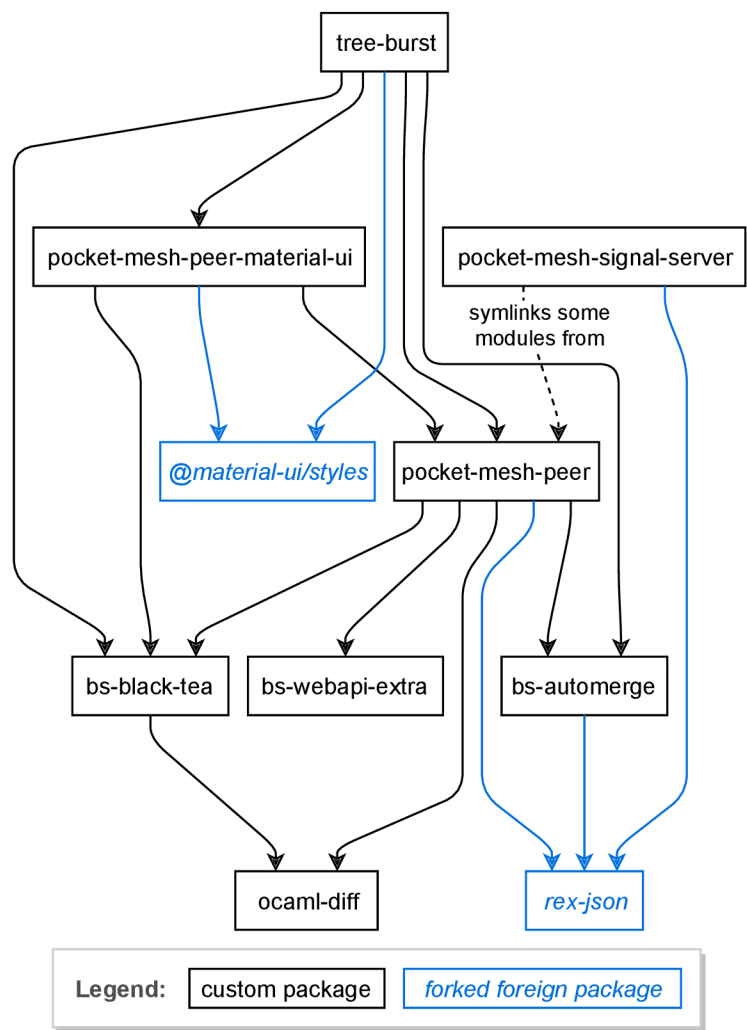 tree-burst
pocket-mesh-peer-material-ui
pocket-mesh-signal-server
symlinks some
modules from
@material-ui/styles
pocket-mesh-peer
bs-black-tea
bs-webapi-extra
bs-automerge
ocaml-diff
rex-json
Legend:
custom package
forked foreign package